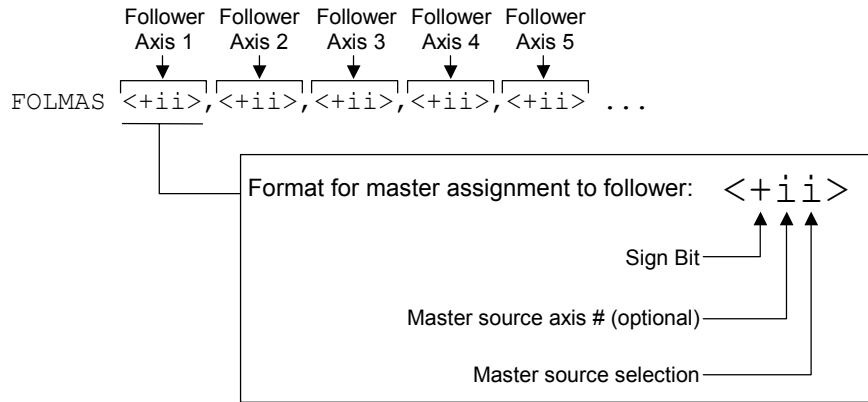 Follower Axis 1
Follower Axis 2
Follower Axis 3
Follower Axis 4
Follower Axis 5
FOLMAS <+ii>,<+ii>,<+ii>,<+ii>,<+ii> ...
Format for master assignment to follower: <+ii>
Sign Bit
Master source axis # (optional)
Master source selection